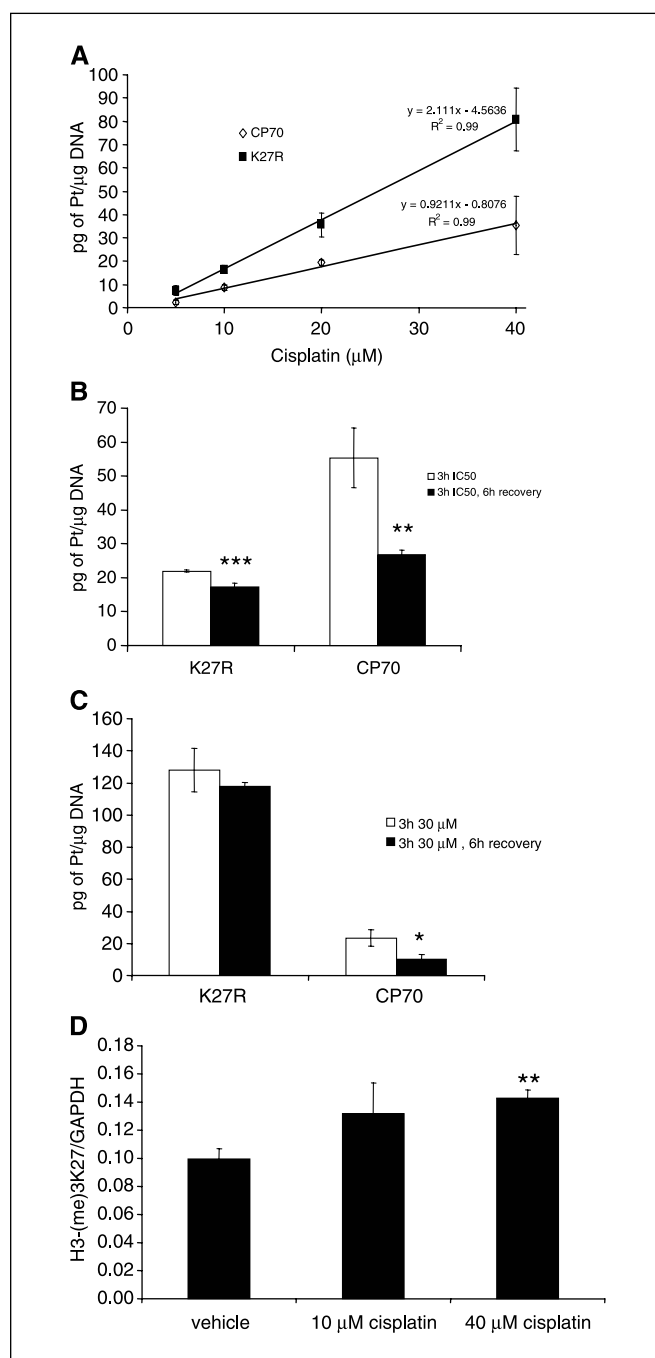 A
100
90
80
70
60
50
40
30
20
10
0
pg of Pt/µg DNA
CP70
K27R
y = 2.111x - 4.5636
R2 = 0.99
y = 0.9211x - 0.8076
R2 = 0.99
0 10 20 30 40
Cisplatin (µM)
B
70
60
50
40
30
20
10
0
pg of Pt/µg DNA
3h IC50
3h IC50, 6h recovery
***
**
K27R CP70
C
160
140
120
100
80
60
40
20
0
pg of Pt/µg DNA
3h 30 µM
3h 30 µM , 6h recovery
*
K27R CP70
D
0.18
0.16
0.14
0.12
0.10
0.08
0.06
0.04
0.02
0.00
H3-(me)3K27/GAPDH
**
vehicle 10 µM cisplatin 40 µM cisplatin